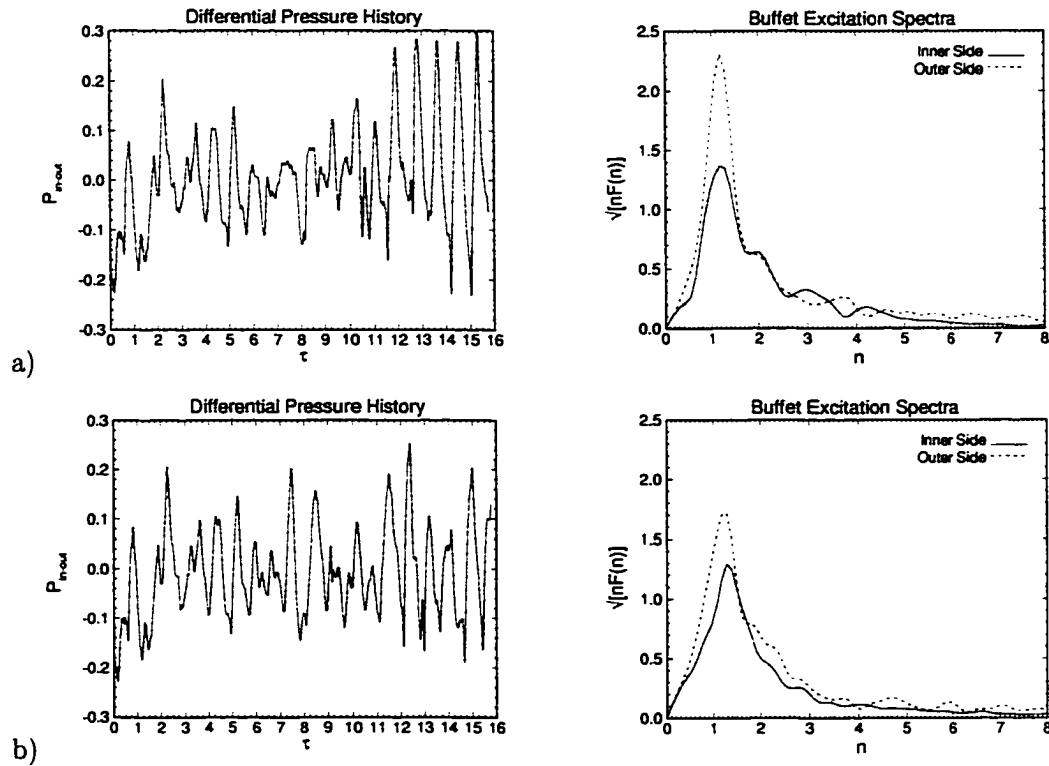 Differential Pressure History
0.3
0.2
0.1
0.0
-0.1
-0.2
-0.3
P in-out
0 1 2 3 4 5 6 7 8 9 10 11 12 13 14 15 16
τ
Buffet Excitation Spectra
Inner Side
Outer Side
2.5
2.0
1.5
1.0
0.5
0.0
√[nF(n)]
0 1 2 3 4 5 6 7 8
n
a)
Differential Pressure History
0.3
0.2
0.1
0.0
-0.1
-0.2
-0.3
P in-out
0 1 2 3 4 5 6 7 8 9 10 11 12 13 14 15 16
τ
Buffet Excitation Spectra
Inner Side
Outer Side
2.5
2.0
1.5
1.0
0.5
0.0
√[nF(n)]
0 1 2 3 4 5 6 7 8
n
b)